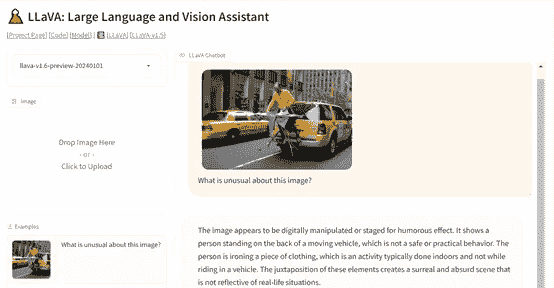 LLaVA: Large Language and Vision Assistant
[Project Page] [Code] [Model] [LLaVA] [LLaVA-v1.5]
llava-v1.6-preview-20240101
Image
Drop Image Here
- or -
Click to Upload
Examples
What is unusual about this image?
LLaVA Chatbot
What is unusual about this image?
The image appears to be digitally manipulated or staged for humorous effect. It shows a
person standing on the back of a moving vehicle, which is not a safe or practical behavior. The
person is ironing a piece of clothing, which is an activity typically done indoors and not while
riding in a vehicle. The juxtaposition of these elements creates a surreal and absurd scene that
is not reflective of real-life situations.